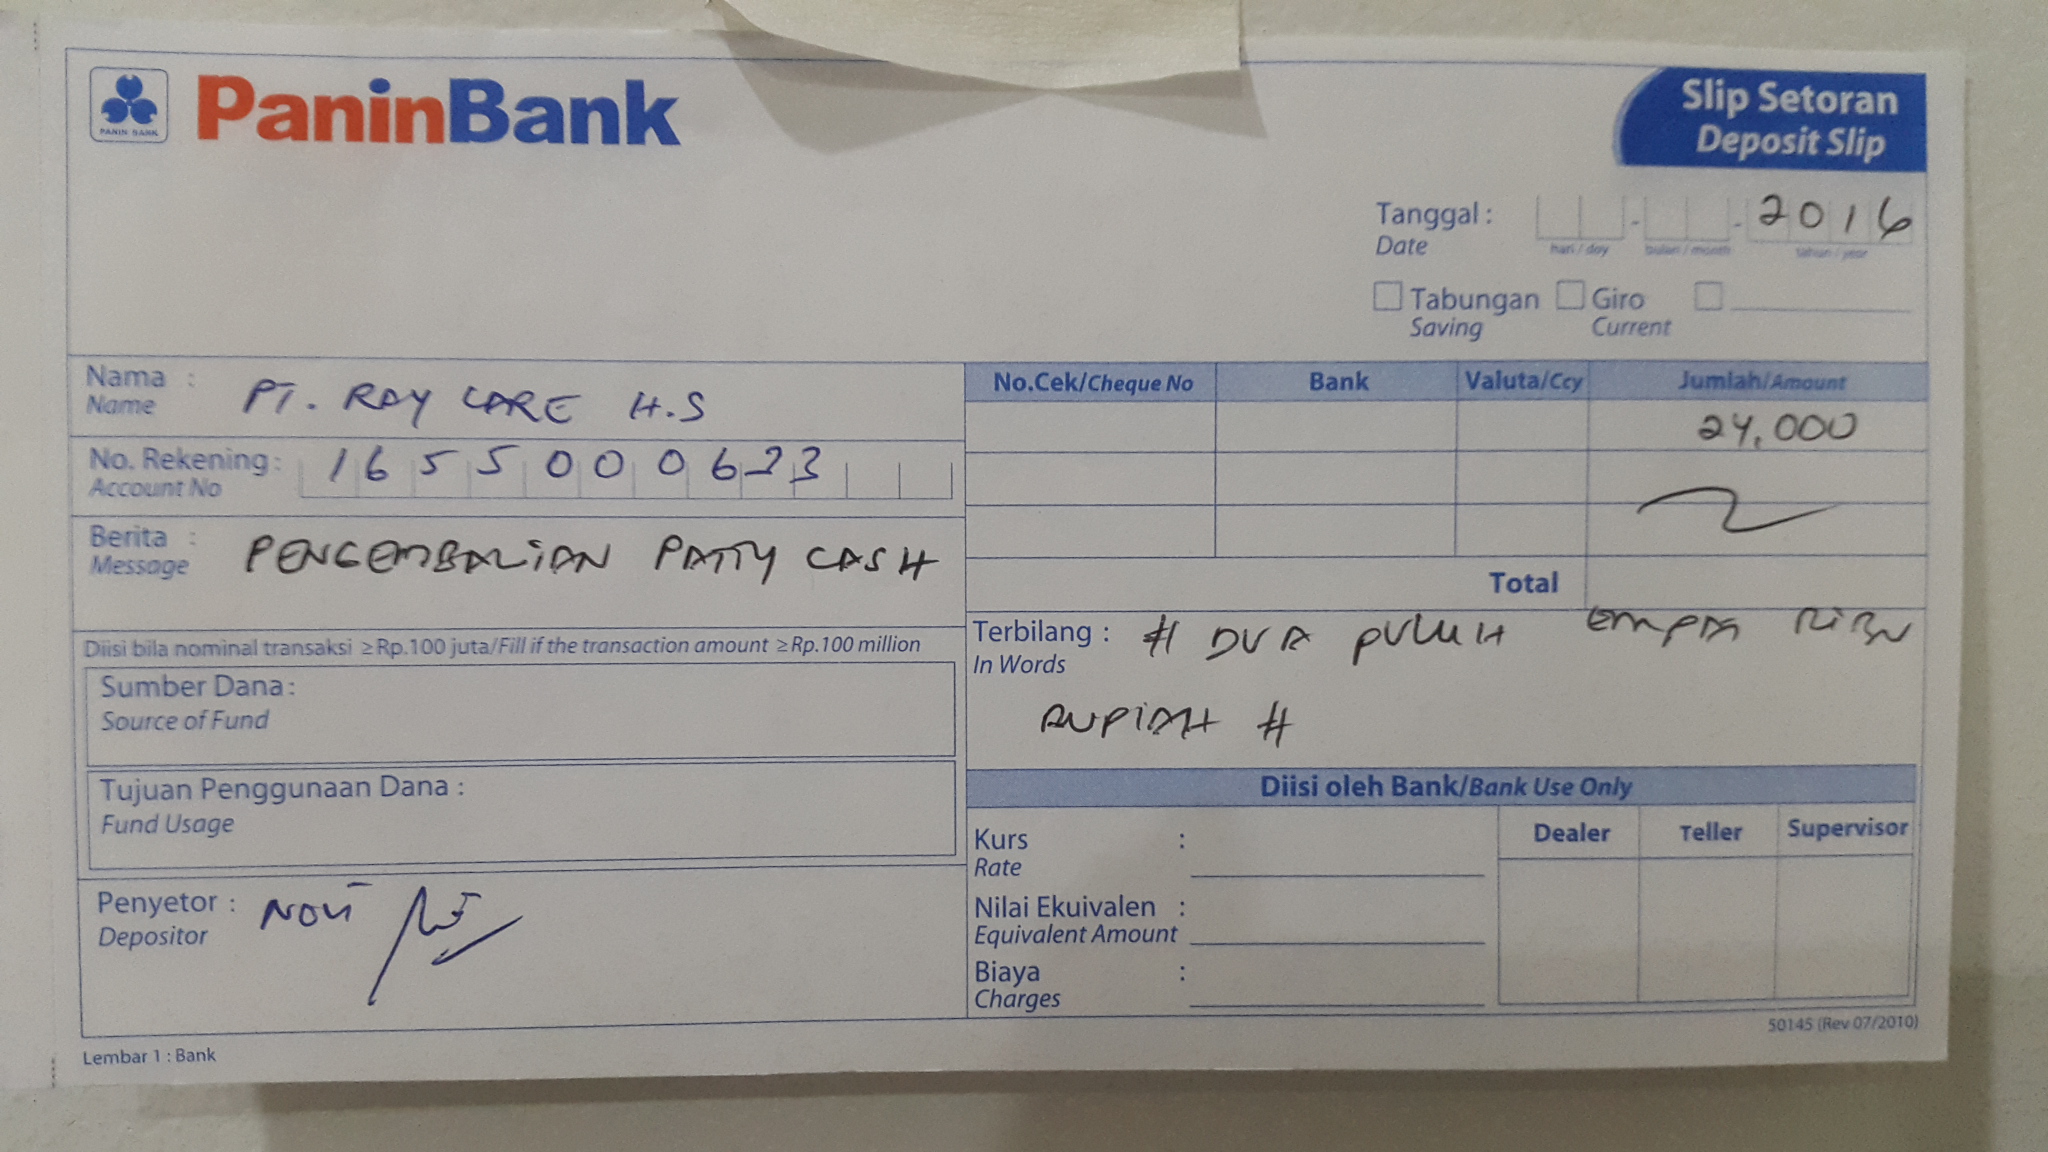 PANIN BANK
PaninBank
Slip Setoran
Deposit Slip
Tanggal : - - 2016
Date hari / day bulan / month tahun / year
Tabungan Giro
Saving Current
Nama :
Name
PT. RAY CARE H.S
No. Rekening :
Account No
1655000623
Berita :
Message
PENGEMBALIAN PATTY CASH
Diisi bila nominal transaksi ≥Rp.100 juta/Fill if the transaction amount ≥Rp.100 million
Sumber Dana :
Source of Fund
Tujuan Penggunaan Dana :
Fund Usage
Penyetor : NOVI
Depositor
Lembar 1 : Bank
No.Cek/Cheque No Bank Valuta/Ccy Jumlah/Amount
24,000
Total
Terbilang : # DUA PULUH EMPAT RIBU
In Words
RUPIAH #
Diisi oleh Bank/Bank Use Only
Kurs :
Rate
Nilai Ekuivalen :
Equivalent Amount
Biaya :
Charges
Dealer Teller Supervisor
50145 (Rev 07/2010)